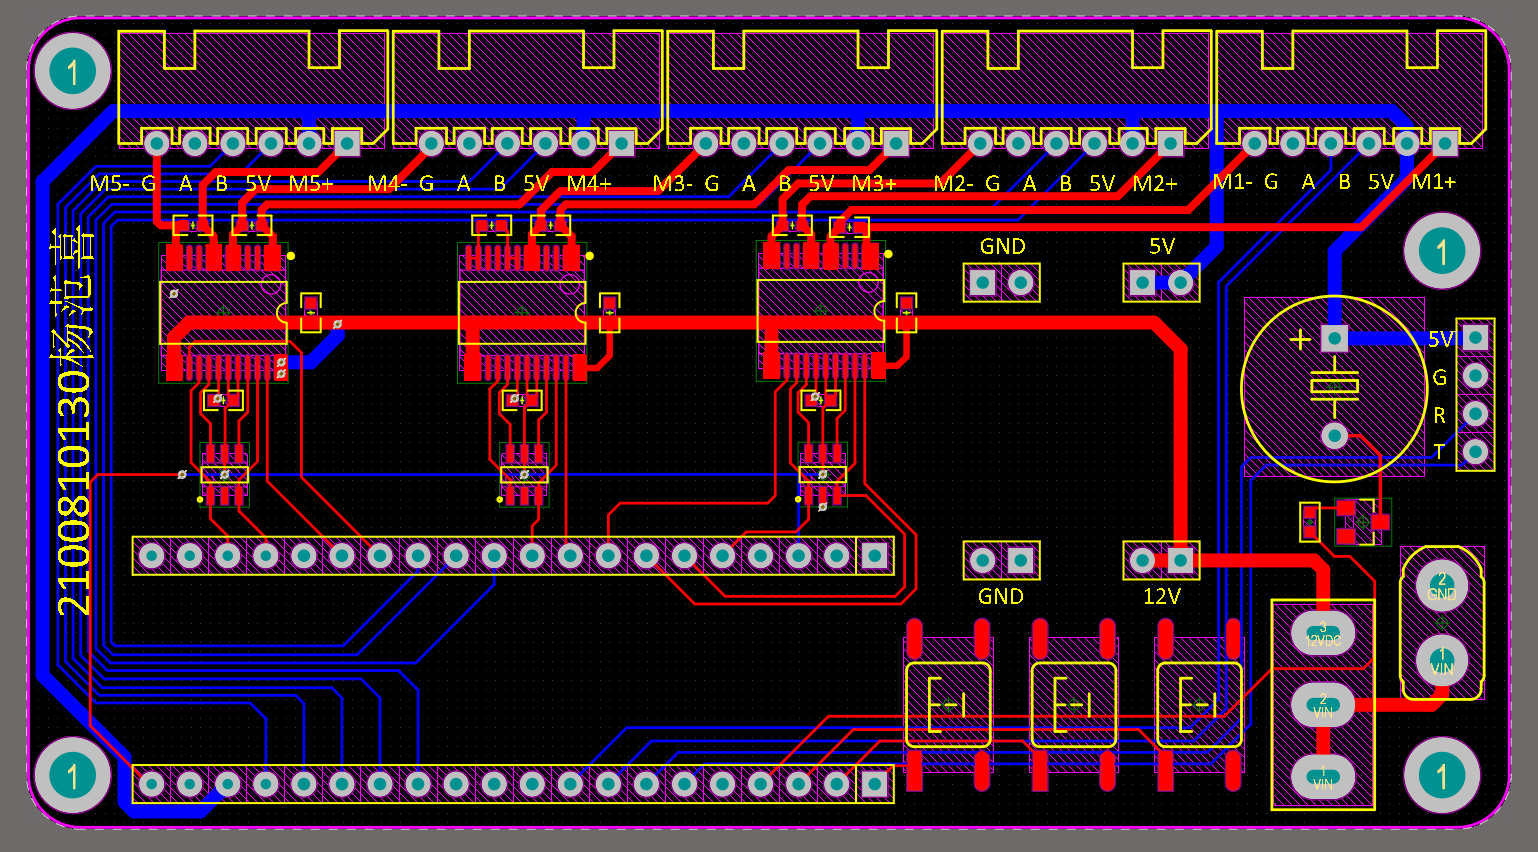 1
M5- G A B 5V M5+ M4- G A B 5V M4+ M3- G A B 5V M3+ M2- G A B 5V M2+ M1- G A B 5V M1+
GND 5V
1
5V
G
R
T
2100810130杨范喜
GND 12V
2
GND
3
12VDC
1
VIN
2
VIN
1
VIN
1
1